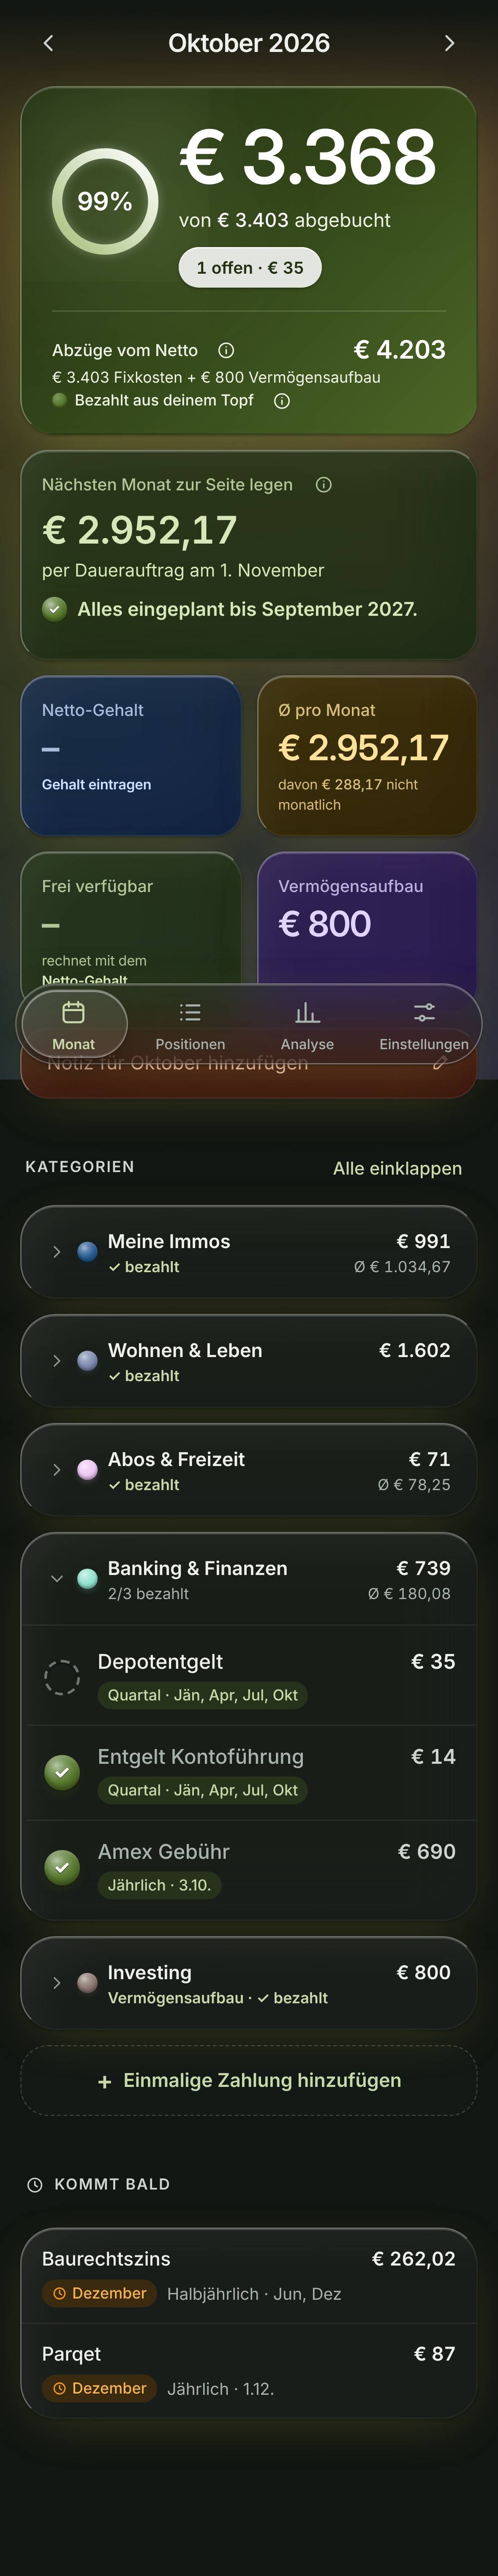 Oktober 2026
99%
€ 3.368
von € 3.403 abgebucht
1 offen · € 35
Abzüge vom Netto
€ 4.203
€ 3.403 Fixkosten + € 800 Vermögensaufbau
Bezahlt aus deinem Topf
Nächsten Monat zur Seite legen
€ 2.952,17
per Dauerauftrag am 1. November
Alles eingeplant bis September 2027.
Netto-Gehalt
–
Gehalt eintragen
Ø pro Monat
€ 2.952,17
davon € 288,17 nicht
monatlich
Frei verfügbar
–
rechnet mit dem
Netto-Gehalt
Vermögensaufbau
€ 800
Monat
Positionen
Analyse
Einstellungen
Notiz für Oktober hinzufügen
KATEGORIEN
Alle einklappen
Meine Immos
€ 991
✓ bezahlt
Ø € 1.034,67
Wohnen & Leben
€ 1.602
✓ bezahlt
Abos & Freizeit
€ 71
✓ bezahlt
Ø € 78,25
Banking & Finanzen
€ 739
2/3 bezahlt
Ø € 180,08
Depotentgelt
€ 35
Quartal · Jän, Apr, Jul, Okt
Entgelt Kontoführung
€ 14
Quartal · Jän, Apr, Jul, Okt
Amex Gebühr
€ 690
Jährlich · 3.10.
Investing
€ 800
Vermögensaufbau · ✓ bezahlt
+ Einmalige Zahlung hinzufügen
KOMMT BALD
Baurechtszins
€ 262,02
Dezember
Halbjährlich · Jun, Dez
Parqet
€ 87
Dezember
Jährlich · 1.12.